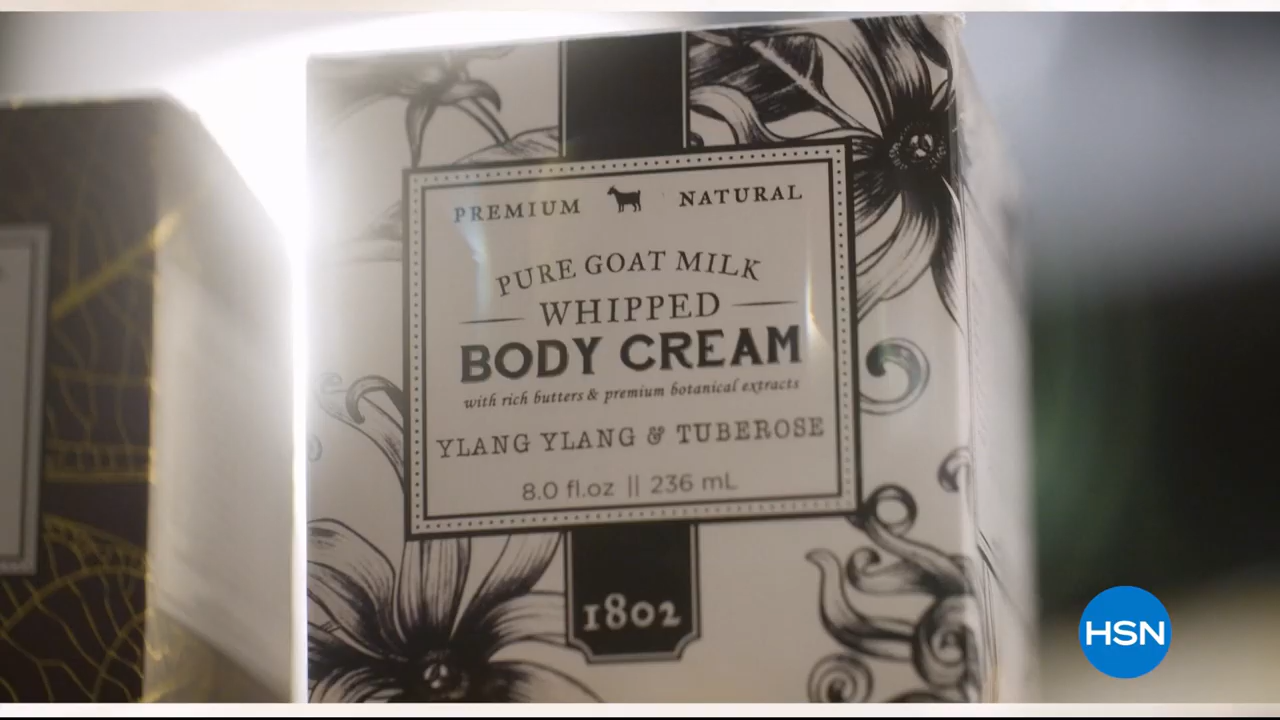 PREMIUM NATURAL
PURE GOAT MILK
WHIPPED
BODY CREAM
with rich butters & premium botanical extracts
YLANG YLANG & TUBEROSE
8.0 fl.oz || 236 mL
1802
HSN